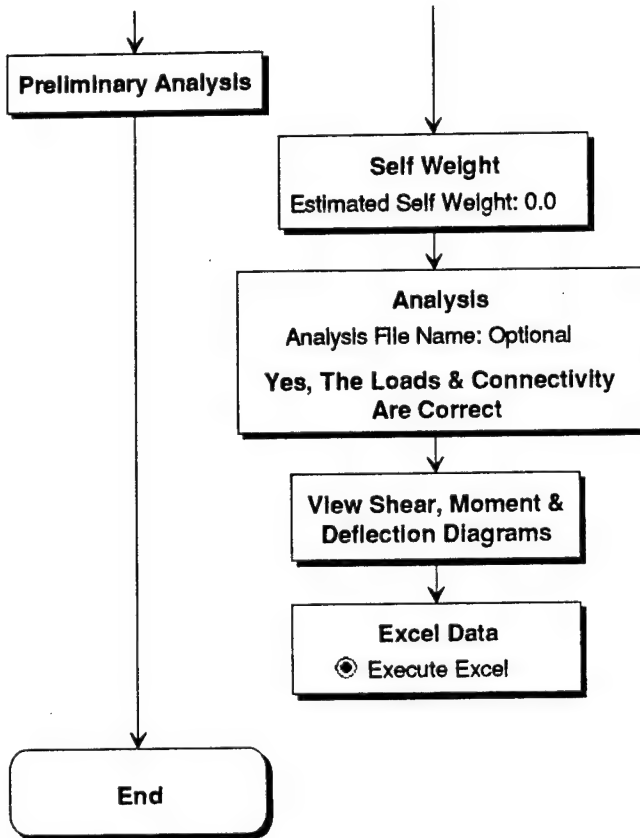 Preliminary Analysis
Self Weight
Estimated Self Weight: 0.0
Analysis
Analysis File Name: Optional
Yes, The Loads & Connectivity
Are Correct
View Shear, Moment &
Deflection Diagrams
Excel Data
Execute Excel
End